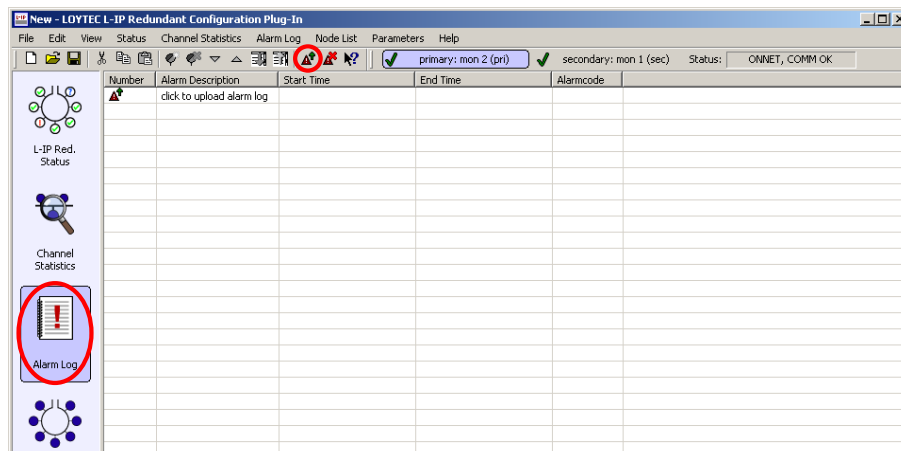 New - LOYTEC L-IP Redundant Configuration Plug-In
File Edit View Status Channel Statistics Alarm Log Node List Parameters Help
primary: mon 2 (pri) secondary: mon 1 (sec) Status: ONNET, COMM OK
Number Alarm Description Start Time End Time Alarmcode
click to upload alarm log
L-IP Red.
Status
Channel
Statistics
Alarm Log